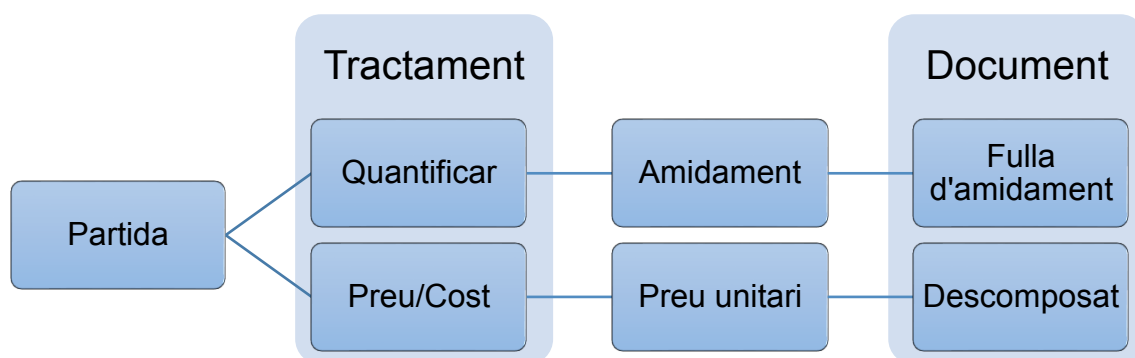 Tractament
Document
Partida
Quantificar
Amidament
Fulla
d'amidament
Preu/Cost
Preu unitari
Descomposat